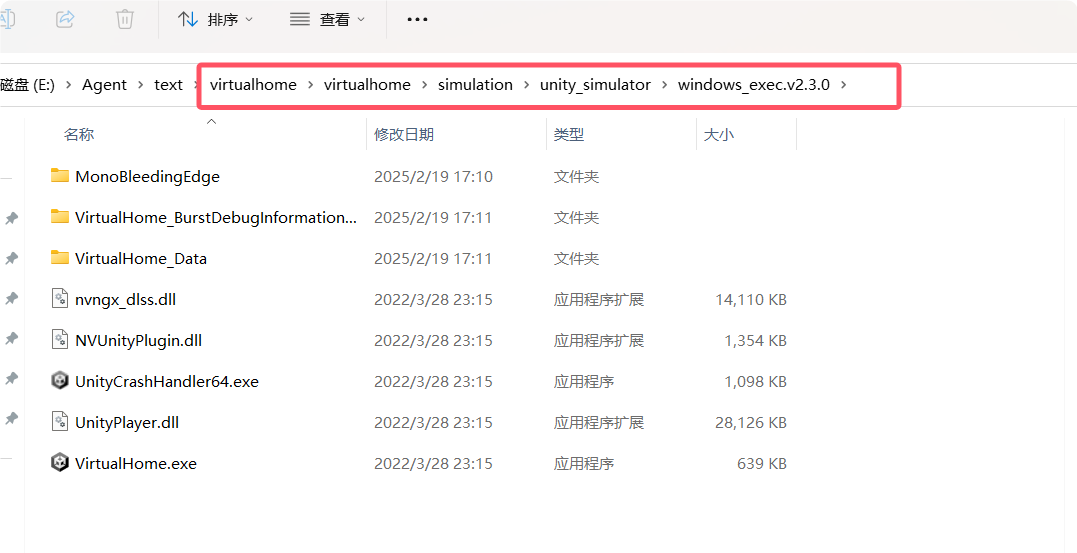 排序 查看
磁盘 (E:) Agent text virtualhome virtualhome simulation unity_simulator windows_exec.v2.3.0
名称 修改日期 类型 大小
MonoBleedingEdge 2025/2/19 17:10 文件夹
VirtualHome_BurstDebugInformation... 2025/2/19 17:11 文件夹
VirtualHome_Data 2025/2/19 17:11 文件夹
nvngx_dlss.dll 2022/3/28 23:15 应用程序扩展 14,110 KB
NVUnityPlugin.dll 2022/3/28 23:15 应用程序扩展 1,354 KB
UnityCrashHandler64.exe 2022/3/28 23:15 应用程序 1,098 KB
UnityPlayer.dll 2022/3/28 23:15 应用程序扩展 28,126 KB
VirtualHome.exe 2022/3/28 23:15 应用程序 639 KB